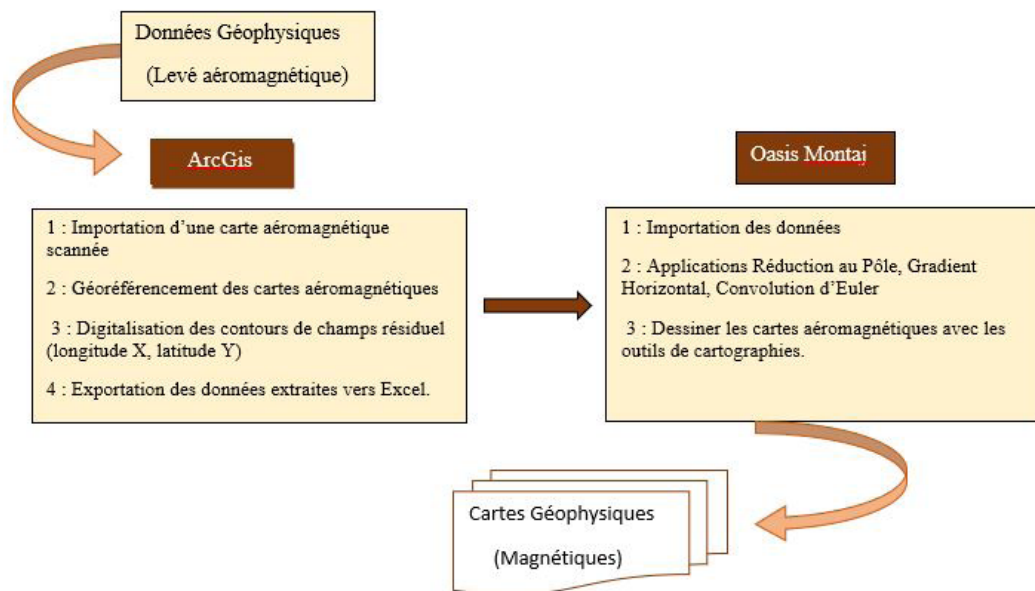 Données Géophysiques
(Levé aéromagnétique)
ArcGis
1 : Importation d’une carte aéromagnétique
scannée
2 : Géoréférencement des cartes aéromagnétiques
3 : Digitalisation des contours de champs résiduel
(longitude X, latitude Y)
4 : Exportation des données extraites vers Excel.
Oasis Montaj
1 : Importation des données
2 : Applications Réduction au Pôle, Gradient
Horizontal, Convolution d’Euler
3 : Dessiner les cartes aéromagnétiques avec les
outils de cartographies.
Cartes Géophysiques
(Magnétiques)